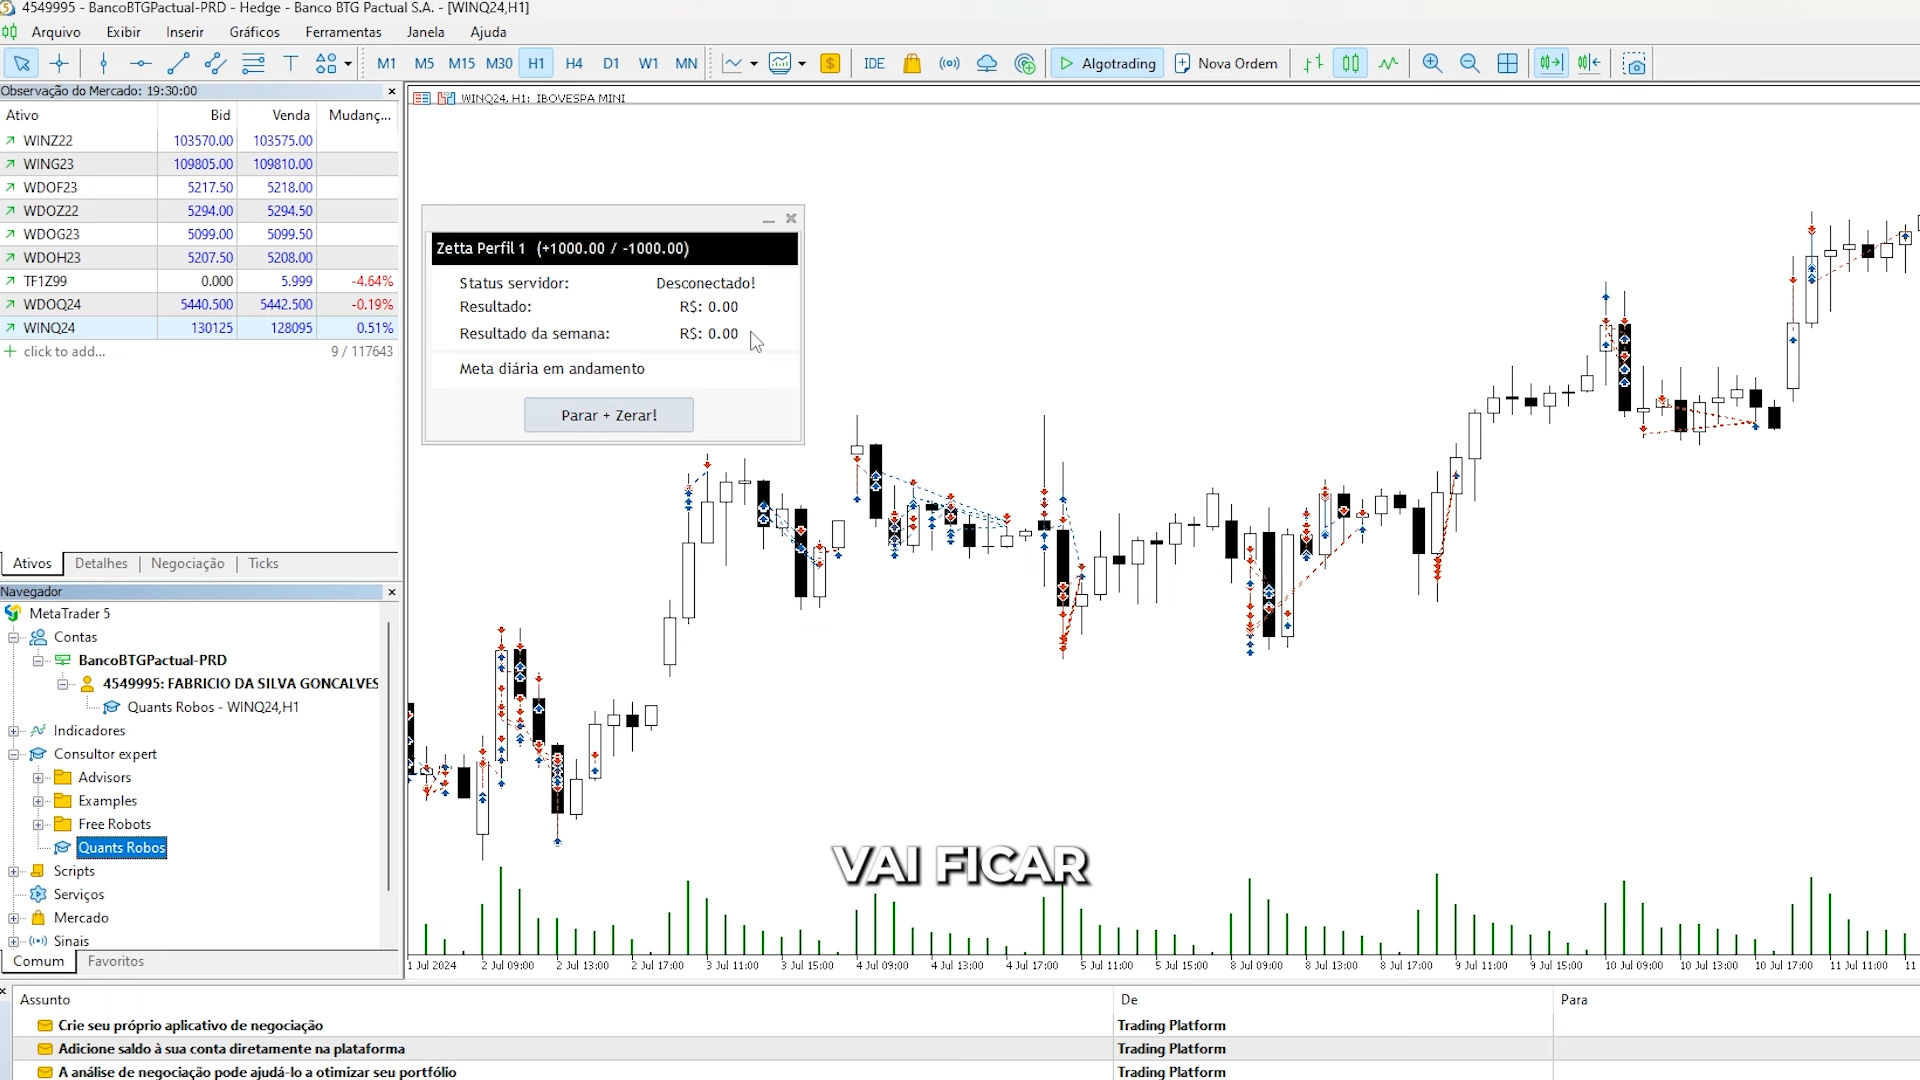 4549995 - BancoBTGPactual-PRD - Hedge - Banco BTG Pactual S.A. - [WINQ24,H1]
Arquivo Exibir Inserir Gráficos Ferramentas Janela Ajuda
M1 M5 M15 M30 H1 H4 D1 W1 MN IDE Algotrading Nova Ordem
Observação do Mercado: 19:30:00
Ativo Bid Venda Mudanç...
WINZ22 103570.00 103575.00
WING23 109805.00 109810.00
WDOF23 5217.50 5218.00
WDOZ22 5294.00 5294.50
WDOG23 5099.00 5099.50
WDOH23 5207.50 5208.00
TF1Z99 0.000 5.999 -4.64%
WDOQ24 5440.500 5442.500 -0.19%
WINQ24 130125 128095 0.51%
click to add... 9 / 117643
Ativos Detalhes Negociação Ticks
Navegador
MetaTrader 5
Contas
BancoBTGPactual-PRD
4549995: FABRICIO DA SILVA GONCALVES
Quants Robos - WINQ24,H1
Indicadores
Consultor expert
Advisors
Examples
Free Robots
Quants Robos
Scripts
Serviços
Mercado
Sinais
Comum Favoritos
WINQ24, H1: IBOVESPA MINI
Zetta Perfil 1 (+1000.00 / -1000.00)
Status servidor: Desconectado!
Resultado: R$: 0.00
Resultado da semana: R$: 0.00
Meta diária em andamento
Parar + Zerar!
VAI FICAR
1 Jul 2024 2 Jul 09:00 2 Jul 13:00 2 Jul 17:00 3 Jul 11:00 3 Jul 15:00 4 Jul 09:00 4 Jul 13:00 4 Jul 17:00 5 Jul 11:00 5 Jul 15:00 8 Jul 09:00 8 Jul 13:00 8 Jul 17:00 9 Jul 11:00 9 Jul 15:00 10 Jul 09:00 10 Jul 13:00 10 Jul 17:00 11 Jul 11:00 11
Assunto De Para
Crie seu próprio aplicativo de negociação Trading Platform
Adicione saldo à sua conta diretamente na plataforma Trading Platform
A análise de negociação pode ajudá-lo a otimizar seu portfólio Trading Platform